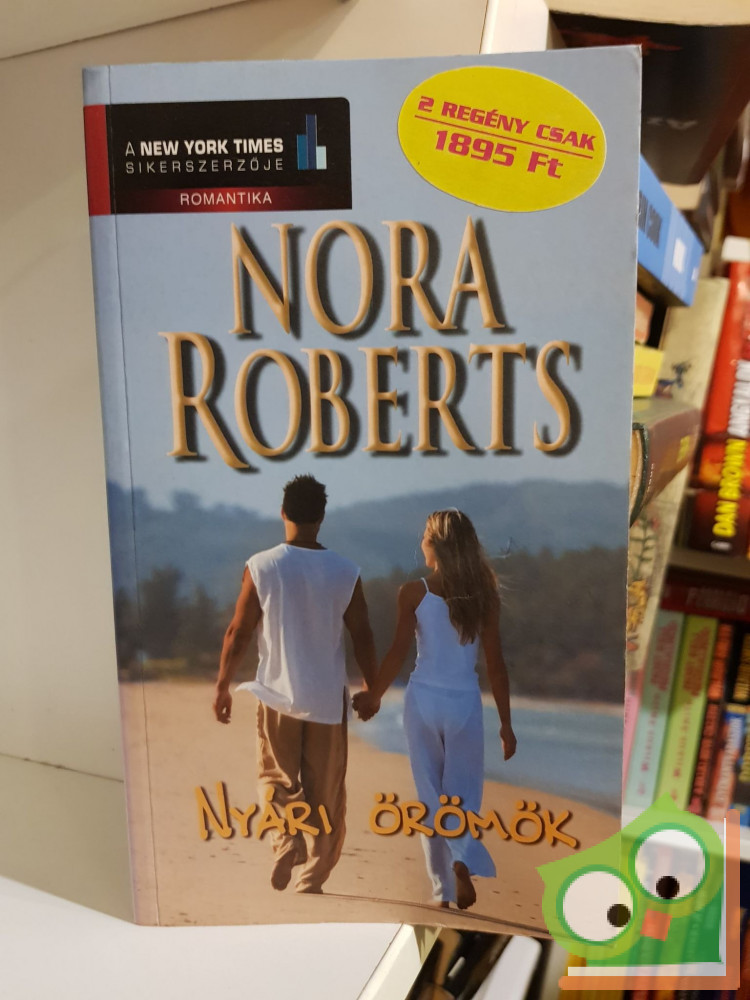 A NEW YORK TIMES
SIKERSZERZŐJE
ROMANTIKA
2 REGÉNY CSAK
1895 Ft
NORA
ROBERTS
NYÁRI ÖRÖMÖK
DAN BROWN